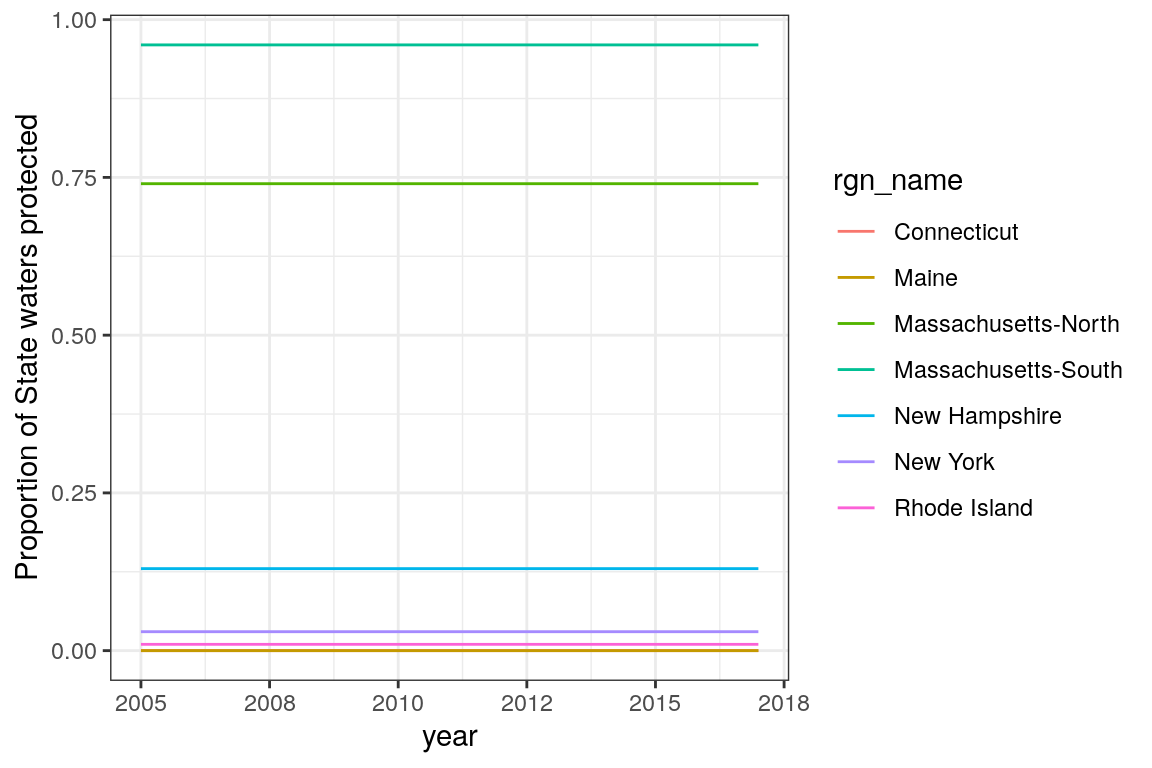 Proportion of State waters protected
1.00
0.75
0.50
0.25
0.00
2005 2008 2010 2012 2015 2018
year
rgn_name
Connecticut
Maine
Massachusetts-North
Massachusetts-South
New Hampshire
New York
Rhode Island